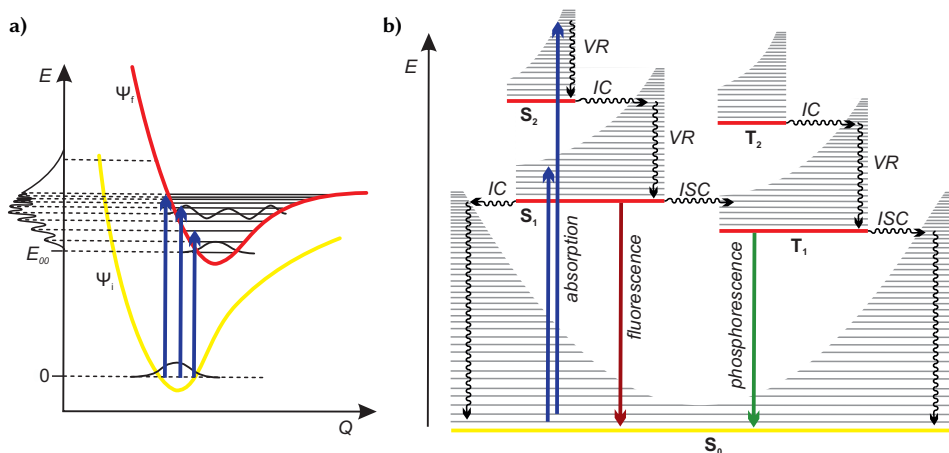 a)
E
Ψf
E00
Ψi
0
Q
b)
E
VR
IC
S2
VR
IC
T2
VR
IC
S1
ISC
T1
ISC
absorption
fluorescence
phosphorescence
S0